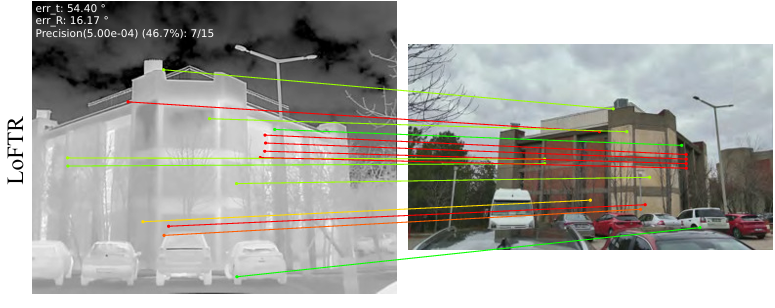 err_t: 54.40 °
err_R: 16.17 °
Precision(5.00e-04) (46.7%): 7/15
LoFTR